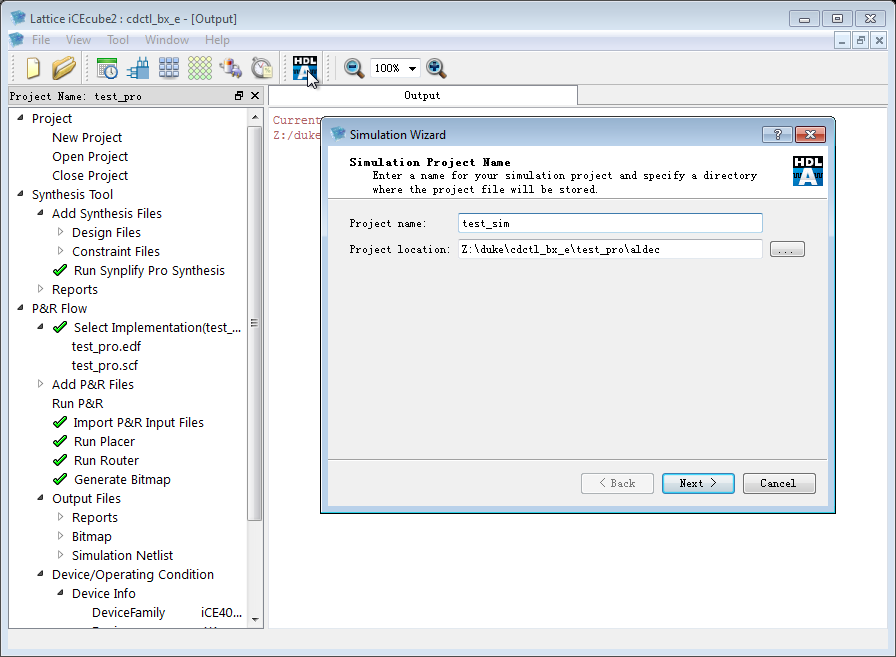 Lattice iCEcube2 : cdctl_bx_e - [Output]
File View Tool Window Help
HDL
A
100%
Project Name: test_pro
Output
Project
New Project
Open Project
Close Project
Synthesis Tool
Add Synthesis Files
Design Files
Constraint Files
Run Synplify Pro Synthesis
Reports
P&R Flow
Select Implementation(test_...
test_pro.edf
test_pro.scf
Add P&R Files
Run P&R
Import P&R Input Files
Run Placer
Run Router
Generate Bitmap
Output Files
Reports
Bitmap
Simulation Netlist
Device/Operating Condition
Device Info
DeviceFamily iCE40...
Current
Z:/duke
Simulation Wizard
?
Simulation Project Name
Enter a name for your simulation project and specify a directory
where the project file will be stored.
HDL
A
Project name: test_sim
Project location: Z:\duke\cdctl_bx_e\test_pro\aldec ...
< Back Next > Cancel